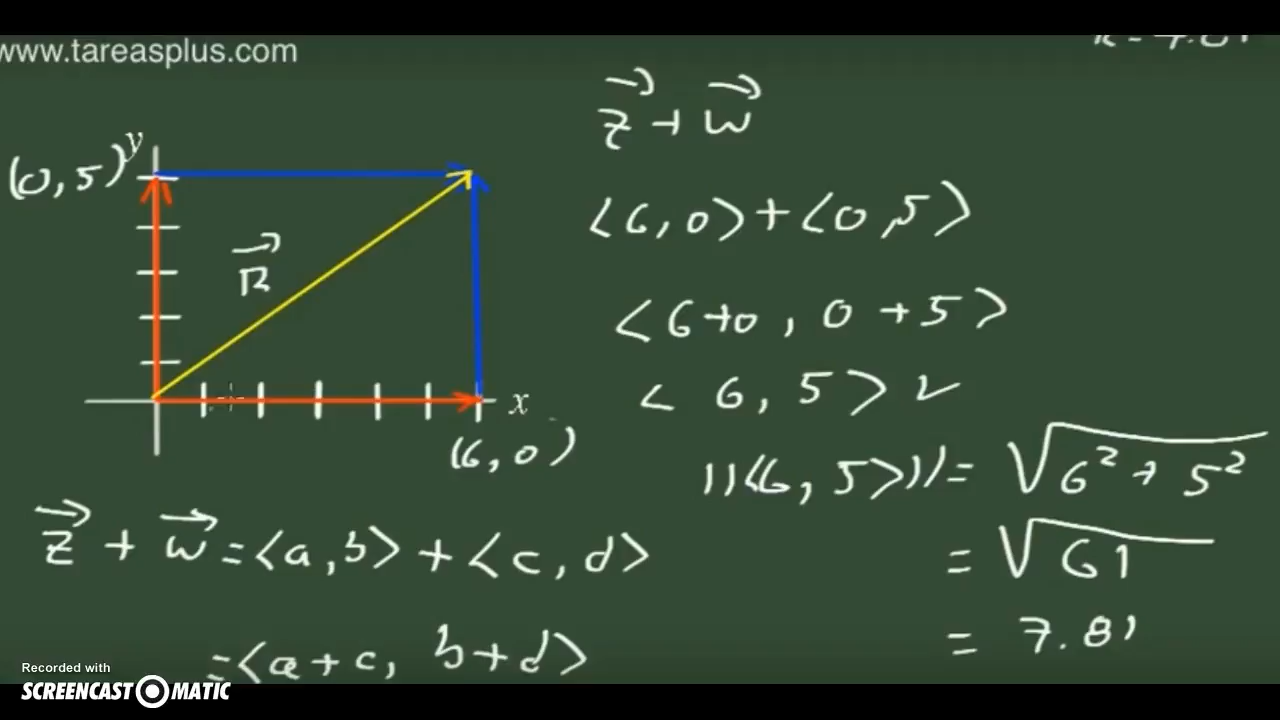 www.tareasplus.com
z⃗ + w⃗
y
(0,5)
⟨6,0⟩+⟨0,5⟩
R⃗
⟨6+0, 0+5⟩
x
⟨6,5⟩ ✓
(6,0)
||⟨6,5⟩||= √6²+5²
z⃗ + w⃗ =⟨a,b⟩+⟨c,d⟩
= √61
= 7.81
=⟨a+c, b+d⟩
Recorded with
SCREENCAST O MATIC